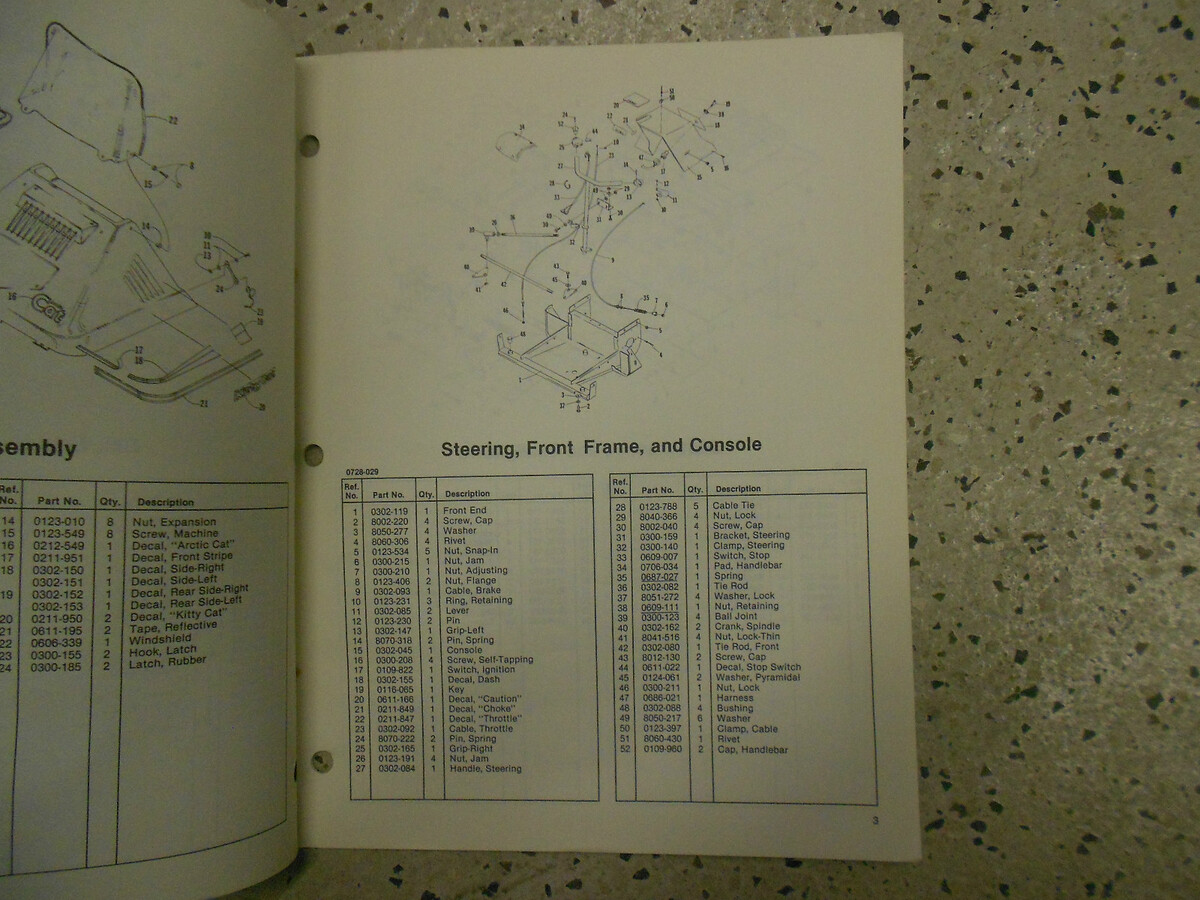 Cat
sembly
Ref. No. Part No. Qty. Description
14 0123-010 8 Nut, Expansion
15 0123-549 8 Screw, Machine
16 0212-549 1 Decal, "Arctic Cat"
17 0211-951 1 Decal, Front Stripe
18 0302-150 1 Decal, Side-Right
0302-151 1 Decal, Side-Left
19 0302-152 1 Decal, Rear Side-Right
0302-153 1 Decal, Rear Side-Left
20 0211-950 2 Decal, "Kitty Cat"
21 0611-195 2 Tape, Reflective
22 0606-339 1 Windshield
23 0300-155 2 Hook, Latch
24 0300-185 2 Latch, Rubber
Steering, Front Frame, and Console
0728-029
Ref. No. Part No. Qty. Description
1 0302-119 1 Front End
2 8002-220 4 Screw, Cap
3 8050-277 4 Washer
4 8060-306 4 Rivet
5 0123-534 5 Nut, Snap-In
6 0300-215 1 Nut, Jam
7 0300-210 1 Nut, Adjusting
8 0123-406 2 Nut, Flange
9 0302-093 1 Cable, Brake
10 0123-231 3 Ring, Retaining
11 0302-085 2 Lever
12 0123-230 2 Pin
13 0302-147 1 Grip-Left
14 8070-318 2 Pin, Spring
15 0302-045 1 Console
16 0300-208 4 Screw, Self-Tapping
17 0109-822 1 Switch, Ignition
18 0302-155 1 Decal, Dash
19 0116-065 1 Key
20 0611-166 1 Decal, "Caution"
21 0211-849 1 Decal, "Choke"
22 0211-847 1 Decal, "Throttle"
23 0302-092 1 Cable, Throttle
24 8070-222 2 Pin, Spring
25 0302-165 1 Grip-Right
26 0123-191 4 Nut, Jam
27 0302-084 1 Handle, Steering
Ref. No. Part No. Qty. Description
28 0123-788 5 Cable Tie
29 8040-366 4 Nut, Lock
30 8002-040 4 Screw, Cap
31 0300-159 1 Bracket, Steering
32 0300-140 1 Clamp, Steering
33 0609-007 1 Switch, Stop
34 0706-034 1 Pad, Handlebar
35 0687-027 1 Spring
36 0302-082 1 Tie Rod
37 8051-272 4 Washer, Lock
38 0609-111 1 Nut, Retaining
39 0300-123 4 Ball Joint
40 0302-162 2 Crank, Spindle
41 8041-516 4 Nut, Lock-Thin
42 0302-080 1 Tie Rod, Front
43 8012-130 2 Screw, Cap
44 0611-022 1 Decal, Stop Switch
45 0124-061 2 Washer, Pyramidal
46 0300-211 1 Nut, Lock
47 0686-021 1 Harness
48 0302-088 4 Bushing
49 8050-217 6 Washer
50 0123-397 1 Clamp, Cable
51 8060-430 1 Rivet
52 0109-960 2 Cap, Handlebar
3